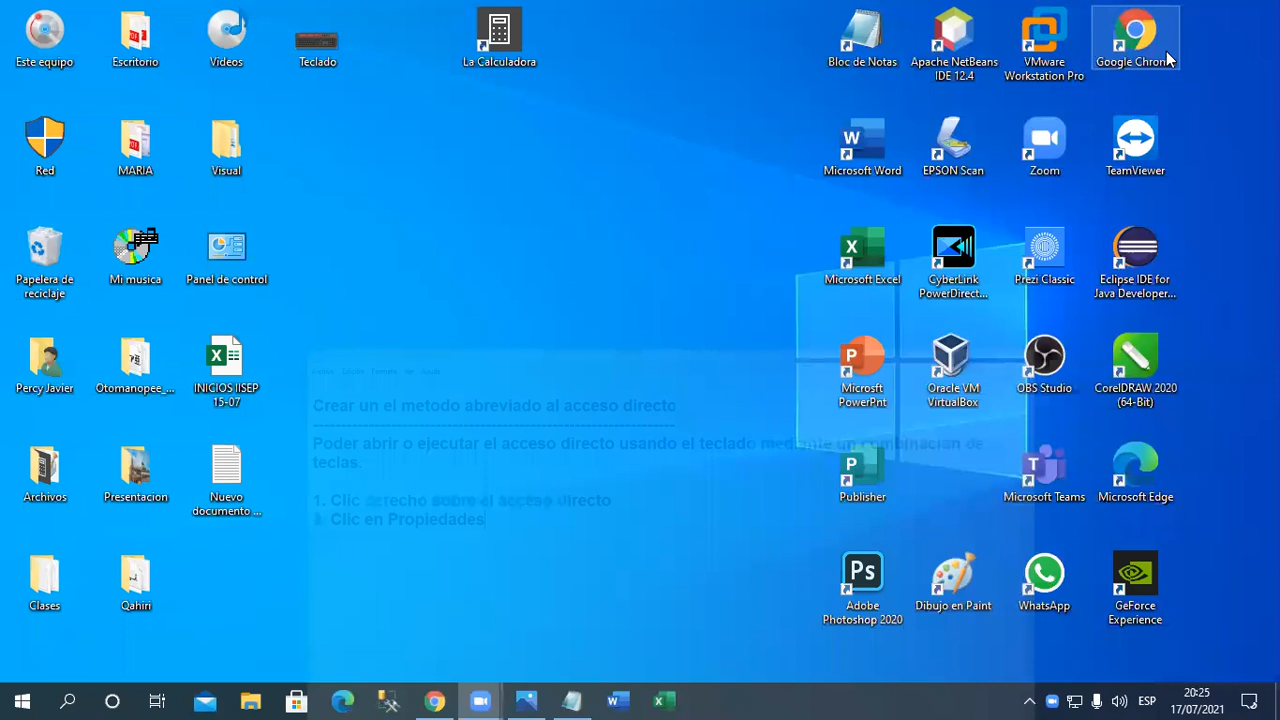 Este equipo
Escritorio
Videos
Teclado
La Calculadora
Bloc de Notas
Apache NetBeans
IDE 12.4
VMware
Workstation Pro
Google Chrome
Red
MARIA
Visual
Microsoft Word
EPSON Scan
Zoom
TeamViewer
Papelera de
reciclaje
Mi musica
Panel de control
Microsoft Excel
CyberLink
PowerDirect...
Prezi Classic
Eclipse IDE for
Java Developer...
Percy Javier
Otomanopee_...
INICIOS IISEP
15-07
Microsft
PowerPnt
Oracle VM
VirtualBox
OBS Studio
CorelDRAW 2020
(64-Bit)
Crear un el metodo abreviado al acceso directo
Poder abrir o ejecutar el acceso directo usando el teclado mediante un combinacian de
teclas.
1. Clic derecho sobre el acceso directo
Clic en Propiedades
Archivos
Presentacion
Nuevo
documento ...
Publisher
Microsoft Teams
Microsoft Edge
Clases
Qahiri
Adobe
Photoshop 2020
Dibujo en Paint
WhatsApp
GeForce
Experience
ESP
20:25
17/07/2021